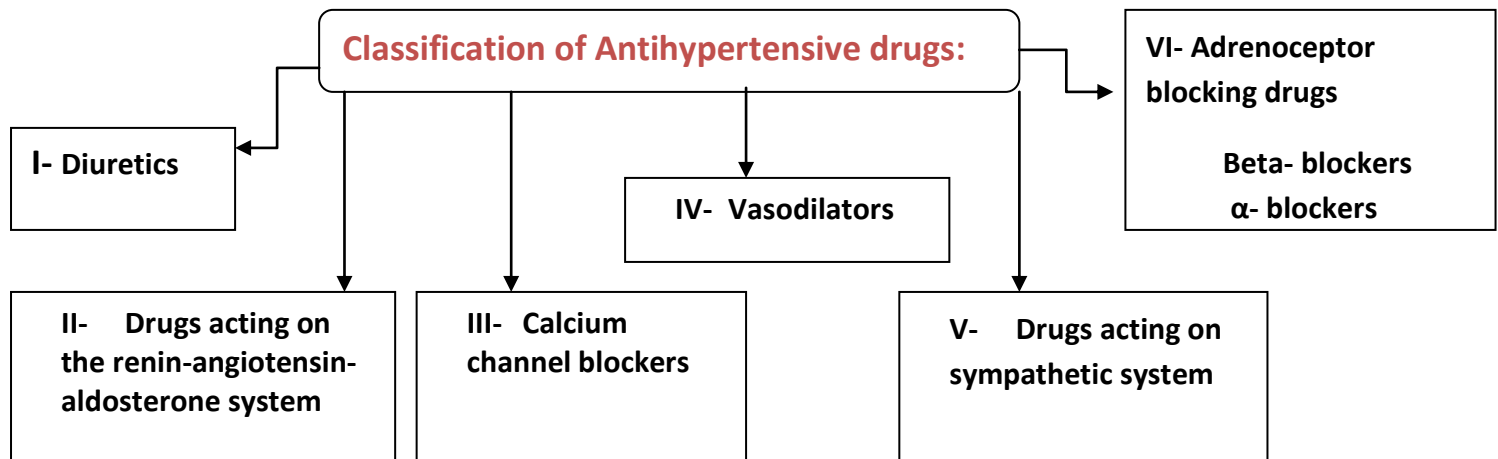 Classification of Antihypertensive drugs:
I- Diuretics
II- Drugs acting on
the renin-angiotensin-
aldosterone system
III- Calcium
channel blockers
IV- Vasodilators
V- Drugs acting on
sympathetic system
VI- Adrenoceptor
blocking drugs
Beta- blockers
α- blockers